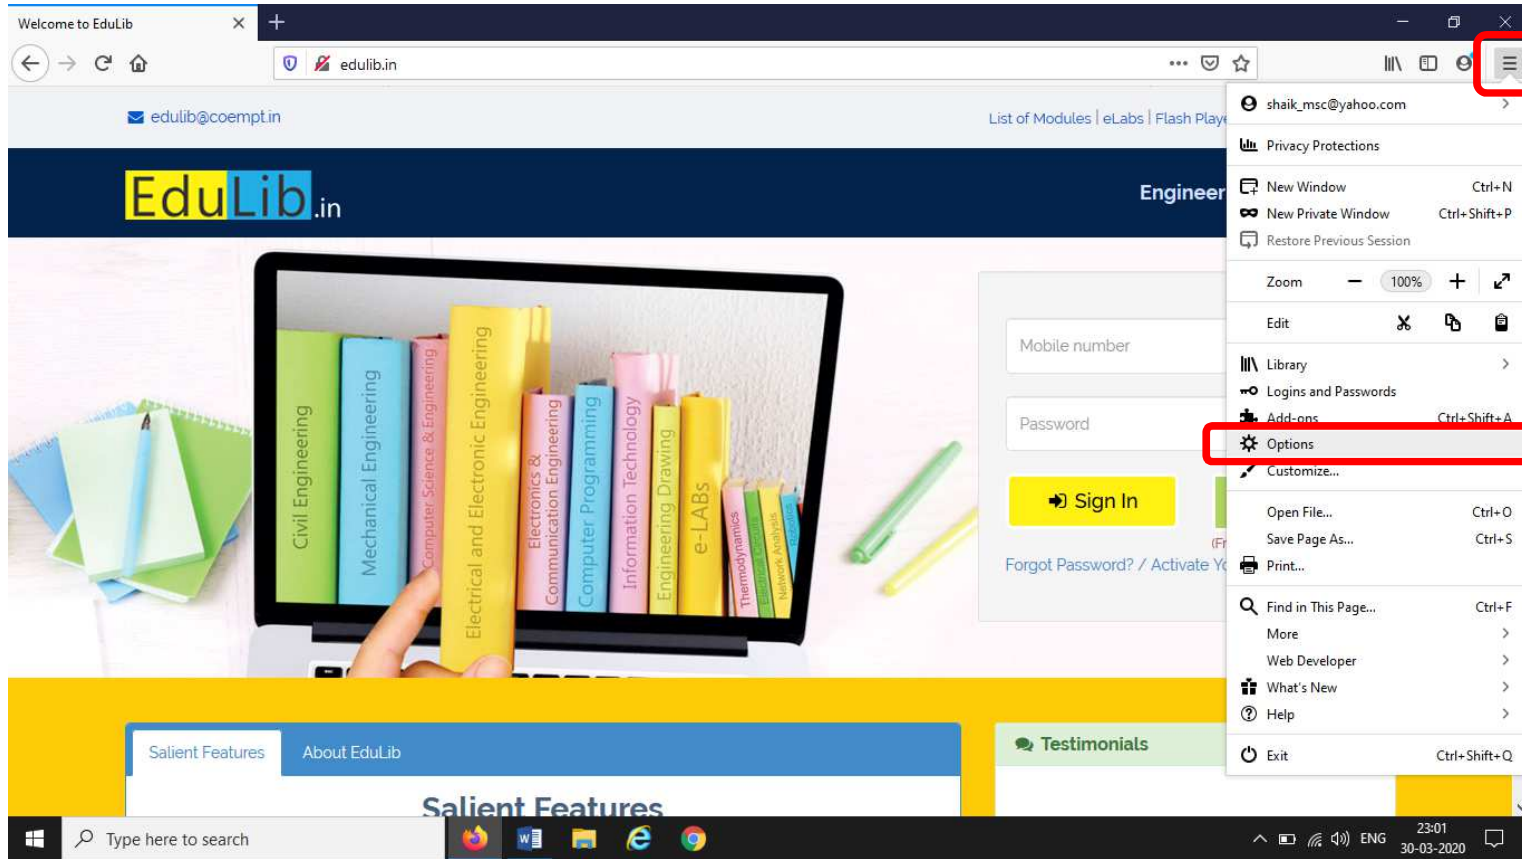 Welcome to EduLib
edulib.in
edulib@coempt.in
List of Modules | eLabs | Flash Playe
EduLib.in
Engineer
Civil Engineering
Mechanical Engineering
Computer Science & Engineering
Electrical and Electronic Engineering
Electronics &
Communication Engineering
Computer Programming
Information Technology
Engineering Drawing
e-LABs
Thermodynamics
Electrical Circuits
Network Analysis
Robotics
Mobile number
Password
Sign In
(Fr
Forgot Password? / Activate Yo
shaik_msc@yahoo.com
Privacy Protections
New Window Ctrl+N
New Private Window Ctrl+Shift+P
Restore Previous Session
Zoom 100%
Edit
Library
Logins and Passwords
Add-ons Ctrl+Shift+A
Options
Customize...
Open File... Ctrl+O
Save Page As... Ctrl+S
Print...
Find in This Page... Ctrl+F
More
Web Developer
What's New
Help
Exit Ctrl+Shift+Q
Salient Features
About EduLib
Salient Features
Testimonials
Type here to search
ENG
23:01
30-03-2020